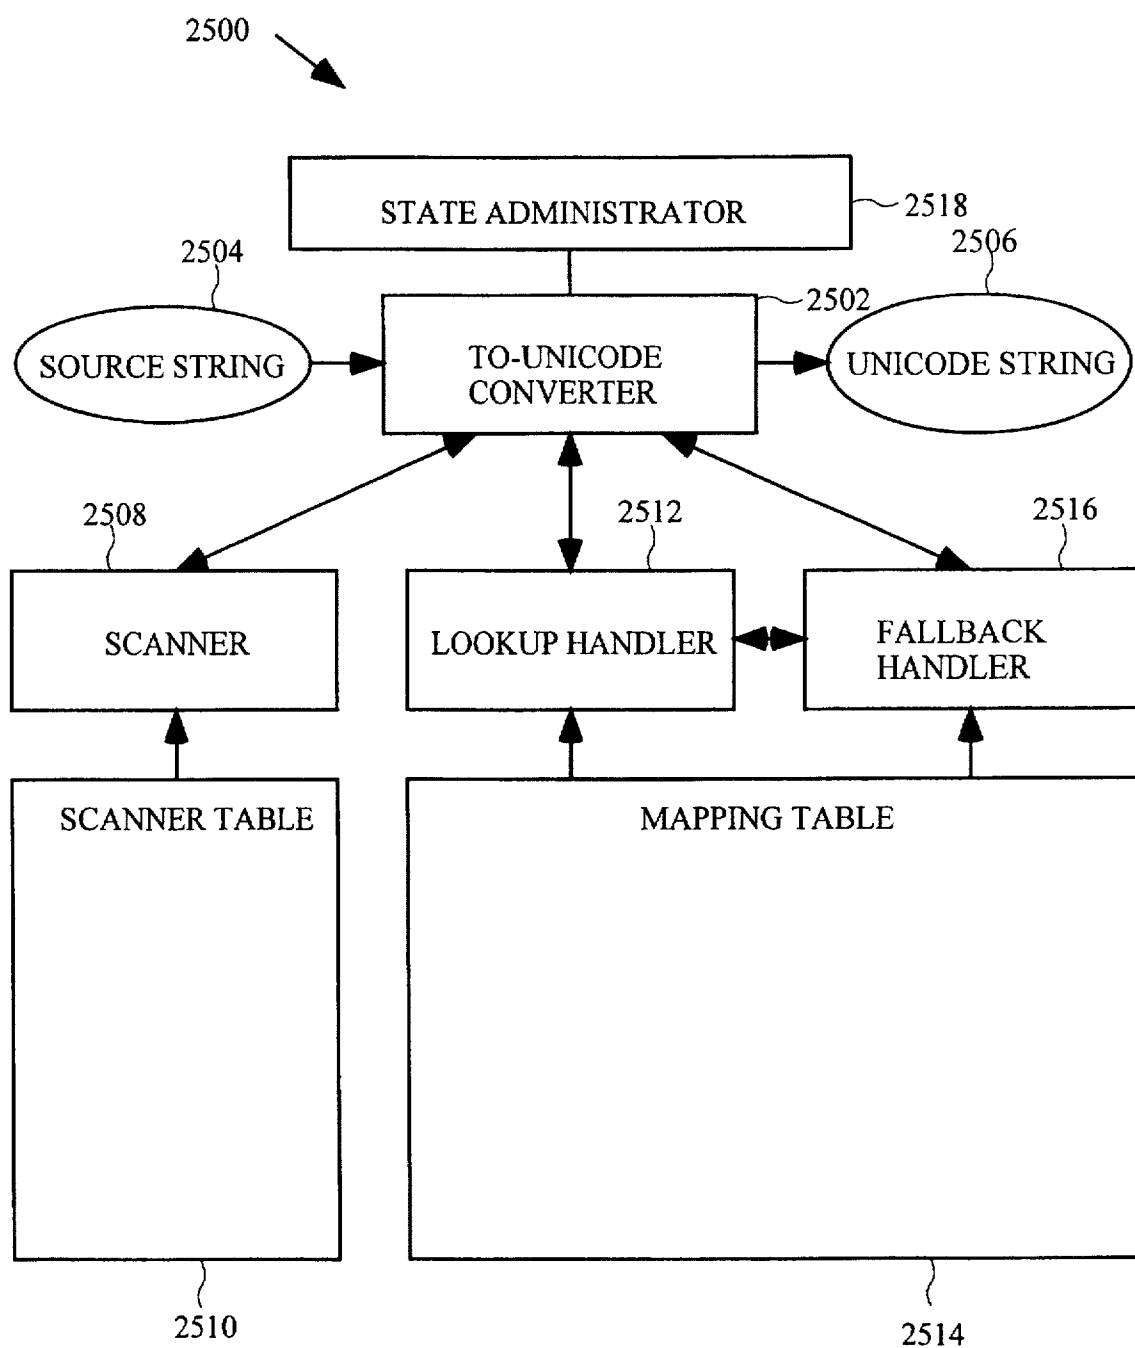 2500
STATE ADMINISTRATOR
2518
2504
2506
2502
SOURCE STRING
TO-UNICODE
CONVERTER
UNICODE STRING
2508
2512
2516
SCANNER
LOOKUP HANDLER
FALLBACK
HANDLER
SCANNER TABLE
MAPPING TABLE
2510
2514